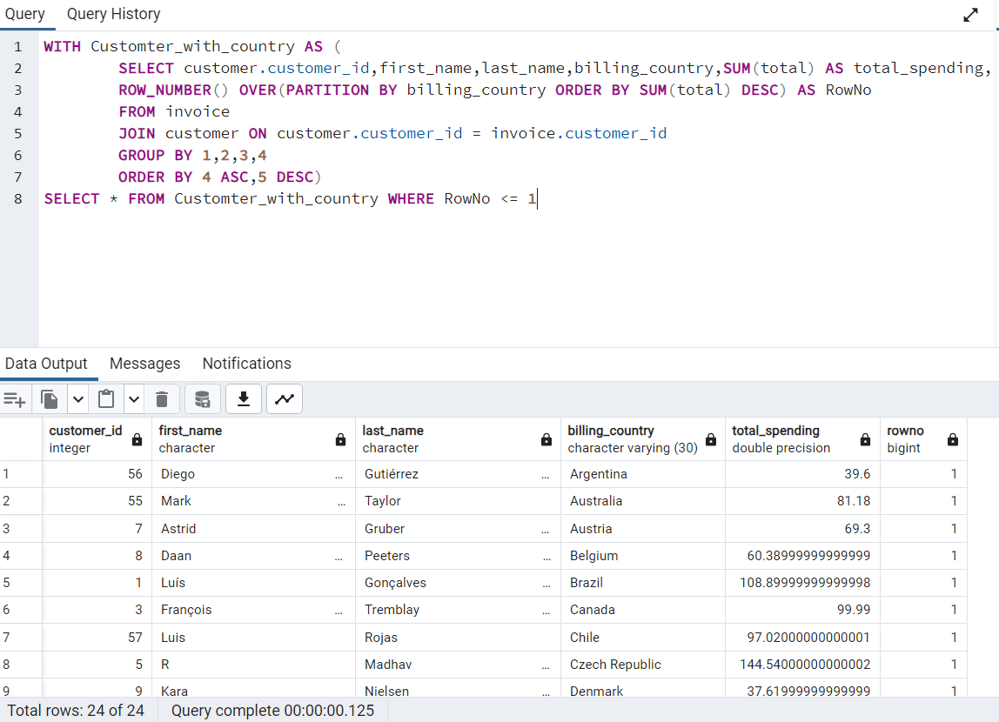 Query Query History
1 WITH Customter_with_country AS (
2 SELECT customer.customer_id,first_name,last_name,billing_country,SUM(total) AS total_spending,
3 ROW_NUMBER() OVER(PARTITION BY billing_country ORDER BY SUM(total) DESC) AS RowNo
4 FROM invoice
5 JOIN customer ON customer.customer_id = invoice.customer_id
6 GROUP BY 1,2,3,4
7 ORDER BY 4 ASC,5 DESC)
8 SELECT * FROM Customter_with_country WHERE RowNo <= 1
Data Output Messages Notifications
customer_id first_name last_name billing_country total_spending rowno
integer character character character varying (30) double precision bigint
1 56 Diego ... Gutiérrez ... Argentina 39.6 1
2 55 Mark ... Taylor Australia 81.18 1
3 7 Astrid Gruber ... Austria 69.3 1
4 8 Daan ... Peeters ... Belgium 60.38999999999999 1
5 1 Luís Gonçalves ... Brazil 108.89999999999998 1
6 3 François ... Tremblay ... Canada 99.99 1
7 57 Luis Rojas Chile 97.02000000000001 1
8 5 R Madhav ... Czech Republic 144.54000000000002 1
9 9 Kara Nielsen ... Denmark 37.61999999999999 1
Total rows: 24 of 24 Query complete 00:00:00.125